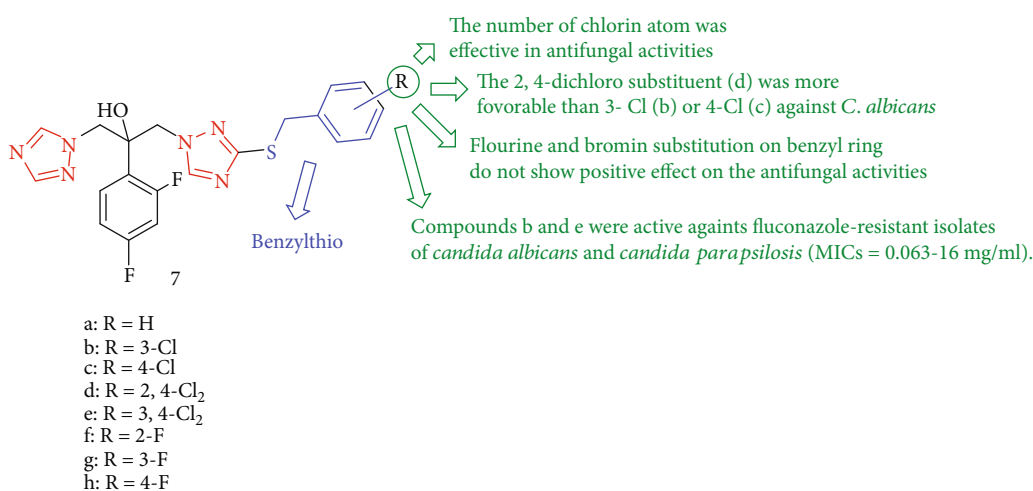 The number of chlorin atom was
effective in antifungal activities
R
The 2, 4-dichloro substituent (d) was more
fovorable than 3- Cl (b) or 4-Cl (c) against C. albicans
HO
N
N
N
N
N
N
S
Flourine and bromin substitution on benzyl ring
do not show positive effect on the antifungal activities
F
Benzylthio
Compounds b and e were active againts fluconazole-resistant isolates
of candida albicans and candida parapsilosis (MICs = 0.063-16 mg/ml).
F
7
a: R = H
b: R = 3-Cl
c: R = 4-Cl
d: R = 2, 4-Cl₂
e: R = 3, 4-Cl₂
f: R = 2-F
g: R = 3-F
h: R = 4-F